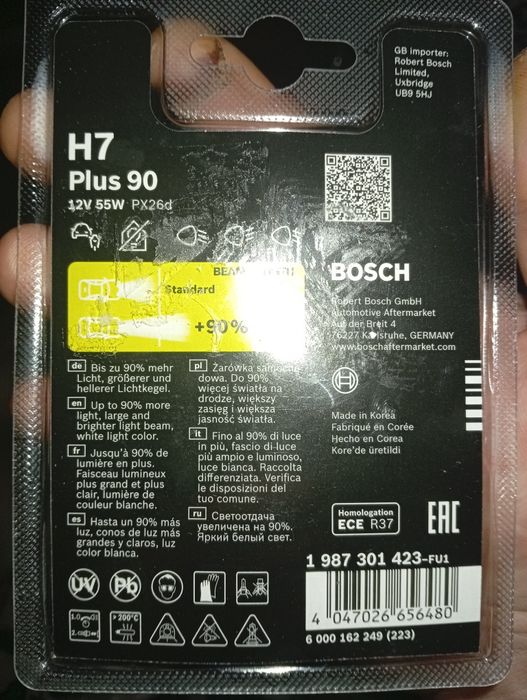 GB importer:
Robert Bosch
Limited,
Uxbridge
UB9 5HJ
H7
Plus 90
12V 55W PX26d
Standard
+90%
BOSCH
Robert Bosch GmbH
Automotive Aftermarket
Auf der Breit 4
76227 Karlsruhe, GERMANY
www.boschaftermarket.com
de Bis zu 90% mehr
Licht, größerer und
hellerer Lichtkegel.
en Up to 90% more
light, large and
brighter light beam,
white light color.
fr Jusqu'à 90% de
lumière en plus.
Faisceau lumineux
plus grand et plus
clair, lumière de
couleur blanche.
es Hasta un 90% más
luz, conos de luz más
grandes y claros, luz
color blanca.
pl Żarówka samocho-
dowa. Do 90%
więcej światła na
drodze, większy
zasięg i większa
jasność światła.
it Fino al 90% di luce
in più, fascio di luce
più ampio e luminoso,
luce bianca. Raccolta
differenziata. Verifica
le disposizioni del
tuo comune.
ru Светоотдача
увеличена на 90%.
Яркий белый свет.
Made in Korea
Fabriqué en Corée
Hecho en Corea
Kore'de üretildi
Homologation
ECE R37
EAC
UV
Pb
1.
2.
>200°C
1 987 301 423-FU1
4 047026 656480
6 000 162 249 (223)